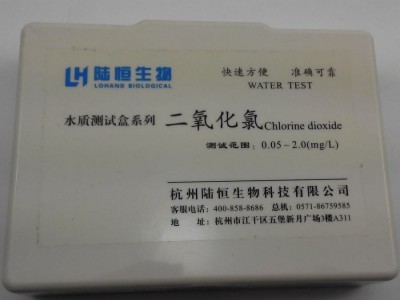 LH 陆恒生物
LOHAND BIOLOGICAL
快速方便 准确可靠
WATER TEST
水质测试盒系列 二氧化氯Chlorine dioxide
测试范围：0.05-2.0(mg/L)
杭州陆恒生物科技有限公司
客服电话：400-858-8686 总机：0571-86759585
地 址：杭州市江干区五堡新月广场3楼A311